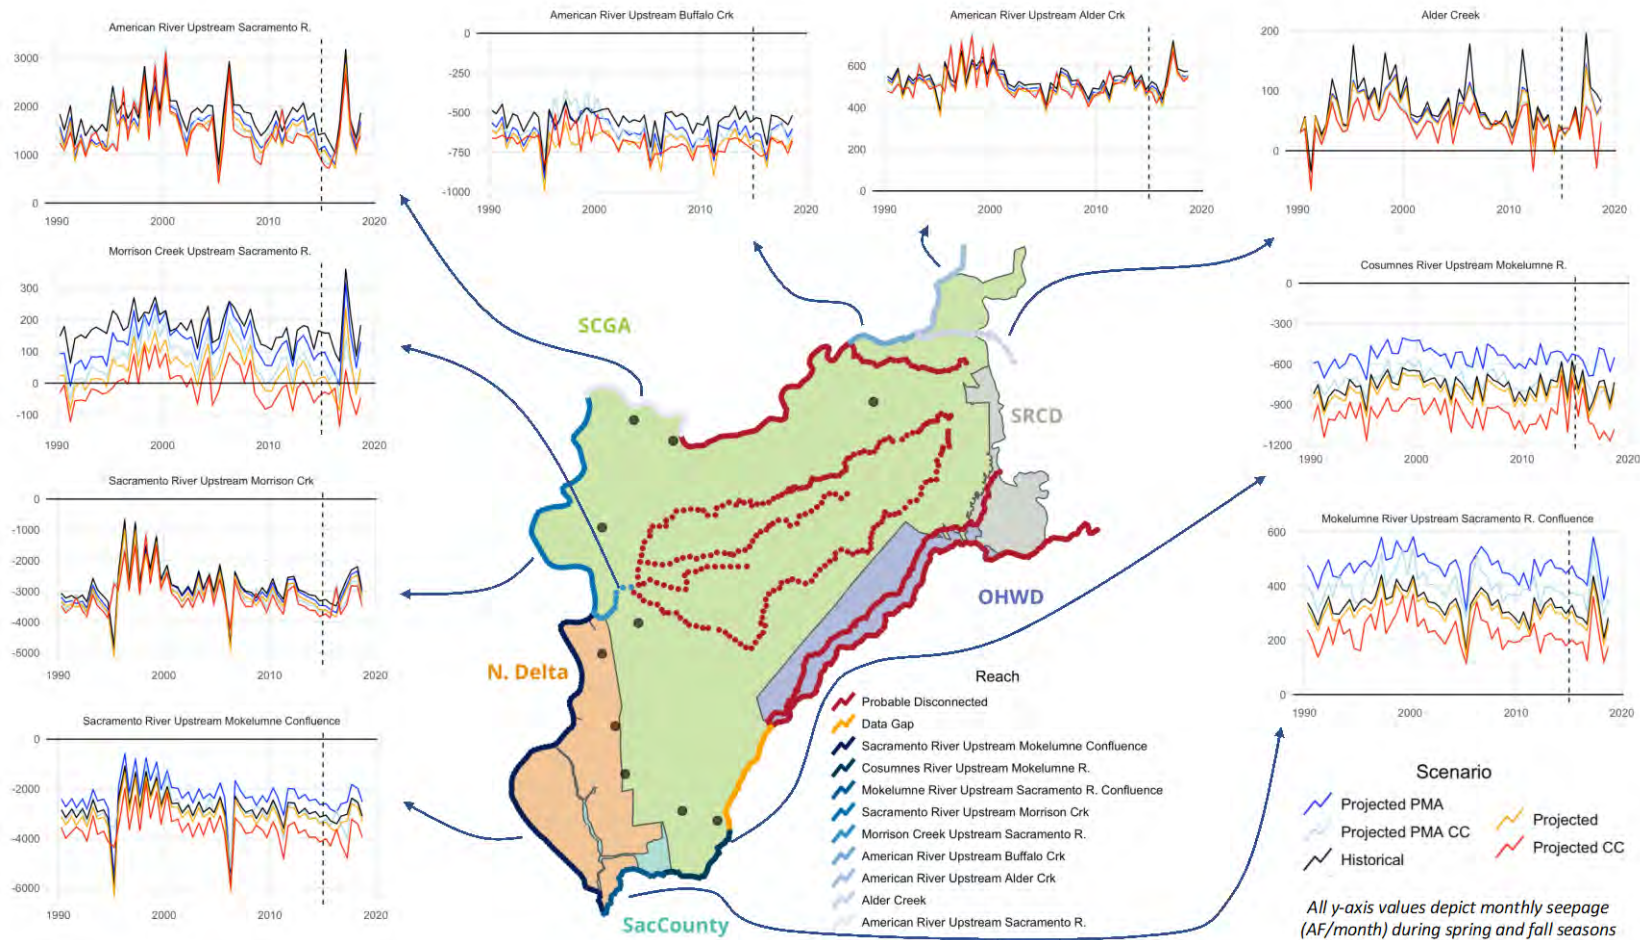 American River Upstream Sacramento R.
3000
2000
1000
0
1990
2000
2010
2020
American River Upstream Buffalo Crk
0
-250
-500
-750
-1000
1990
2000
2010
2020
American River Upstream Alder Crk
600
400
200
0
1990
2000
2010
2020
Alder Creek
200
100
0
1990
2000
2010
2020
Morrison Creek Upstream Sacramento R.
300
200
100
0
-100
1990
2000
2010
2020
Cosumnes River Upstream Mokelumne R.
0
-300
-600
-900
-1200
1990
2000
2010
2020
Sacramento River Upstream Morrison Crk
0
-1000
-2000
-3000
-4000
-5000
1990
2000
2010
2020
Mokelumne River Upstream Sacramento R. Confluence
600
400
200
0
1990
2000
2010
2020
Sacramento River Upstream Mokelumne Confluence
0
-2000
-4000
-6000
1990
2000
2010
2020
SCGA
SRCD
OHWD
N. Delta
SacCounty
Reach
Probable Disconnected
Data Gap
Sacramento River Upstream Mokelumne Confluence
Cosumnes River Upstream Mokelumne R.
Mokelumne River Upstream Sacramento R. Confluence
Sacramento River Upstream Morrison Crk
Morrison Creek Upstream Sacramento R.
American River Upstream Buffalo Crk
American River Upstream Alder Crk
Alder Creek
American River Upstream Sacramento R.
Scenario
Projected PMA
Projected PMA CC
Historical
Projected
Projected CC
All y-axis values depict monthly seepage
(AF/month) during spring and fall seasons